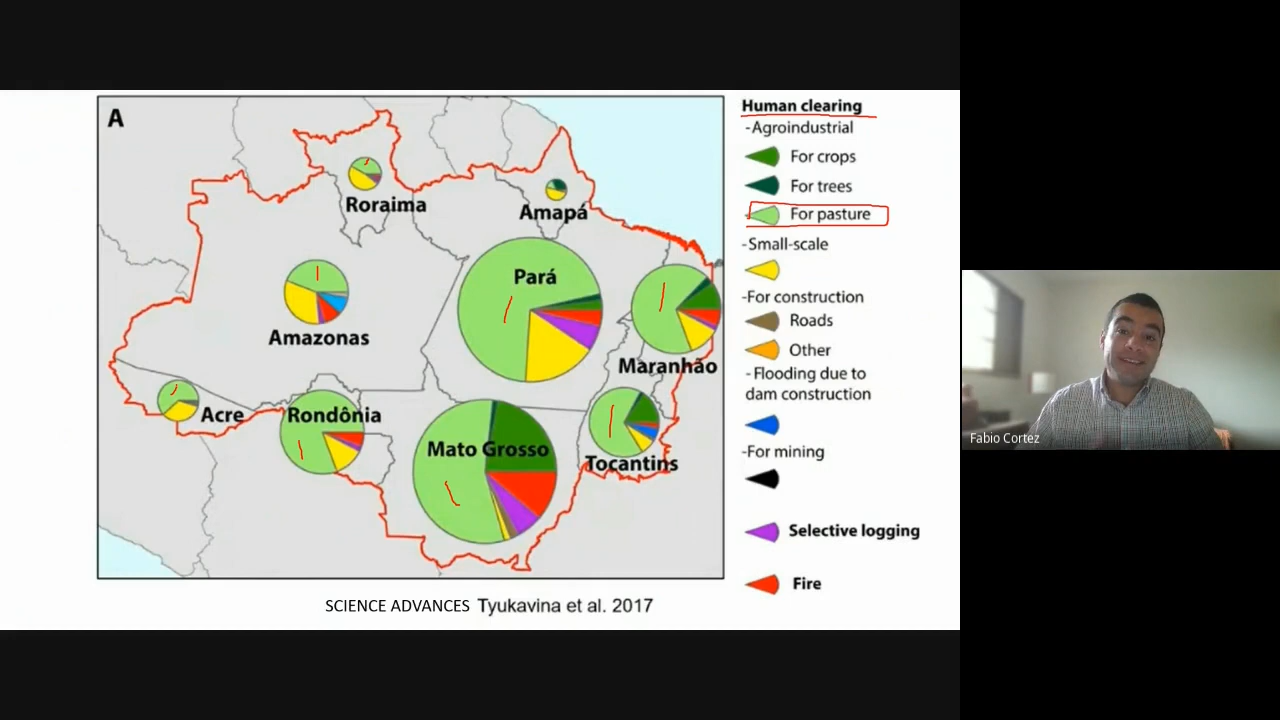 A
Roraima
Amapá
Pará
Amazonas
Maranhão
Acre
Rondônia
Mato Grosso
Tocantins
SCIENCE ADVANCES Tyukavina et al. 2017
Human clearing
-Agroindustrial
For crops
For trees
For pasture
-Small-scale
-For construction
Roads
Other
- Flooding due to
dam construction
-For mining
Selective logging
Fire
Fabio Cortez